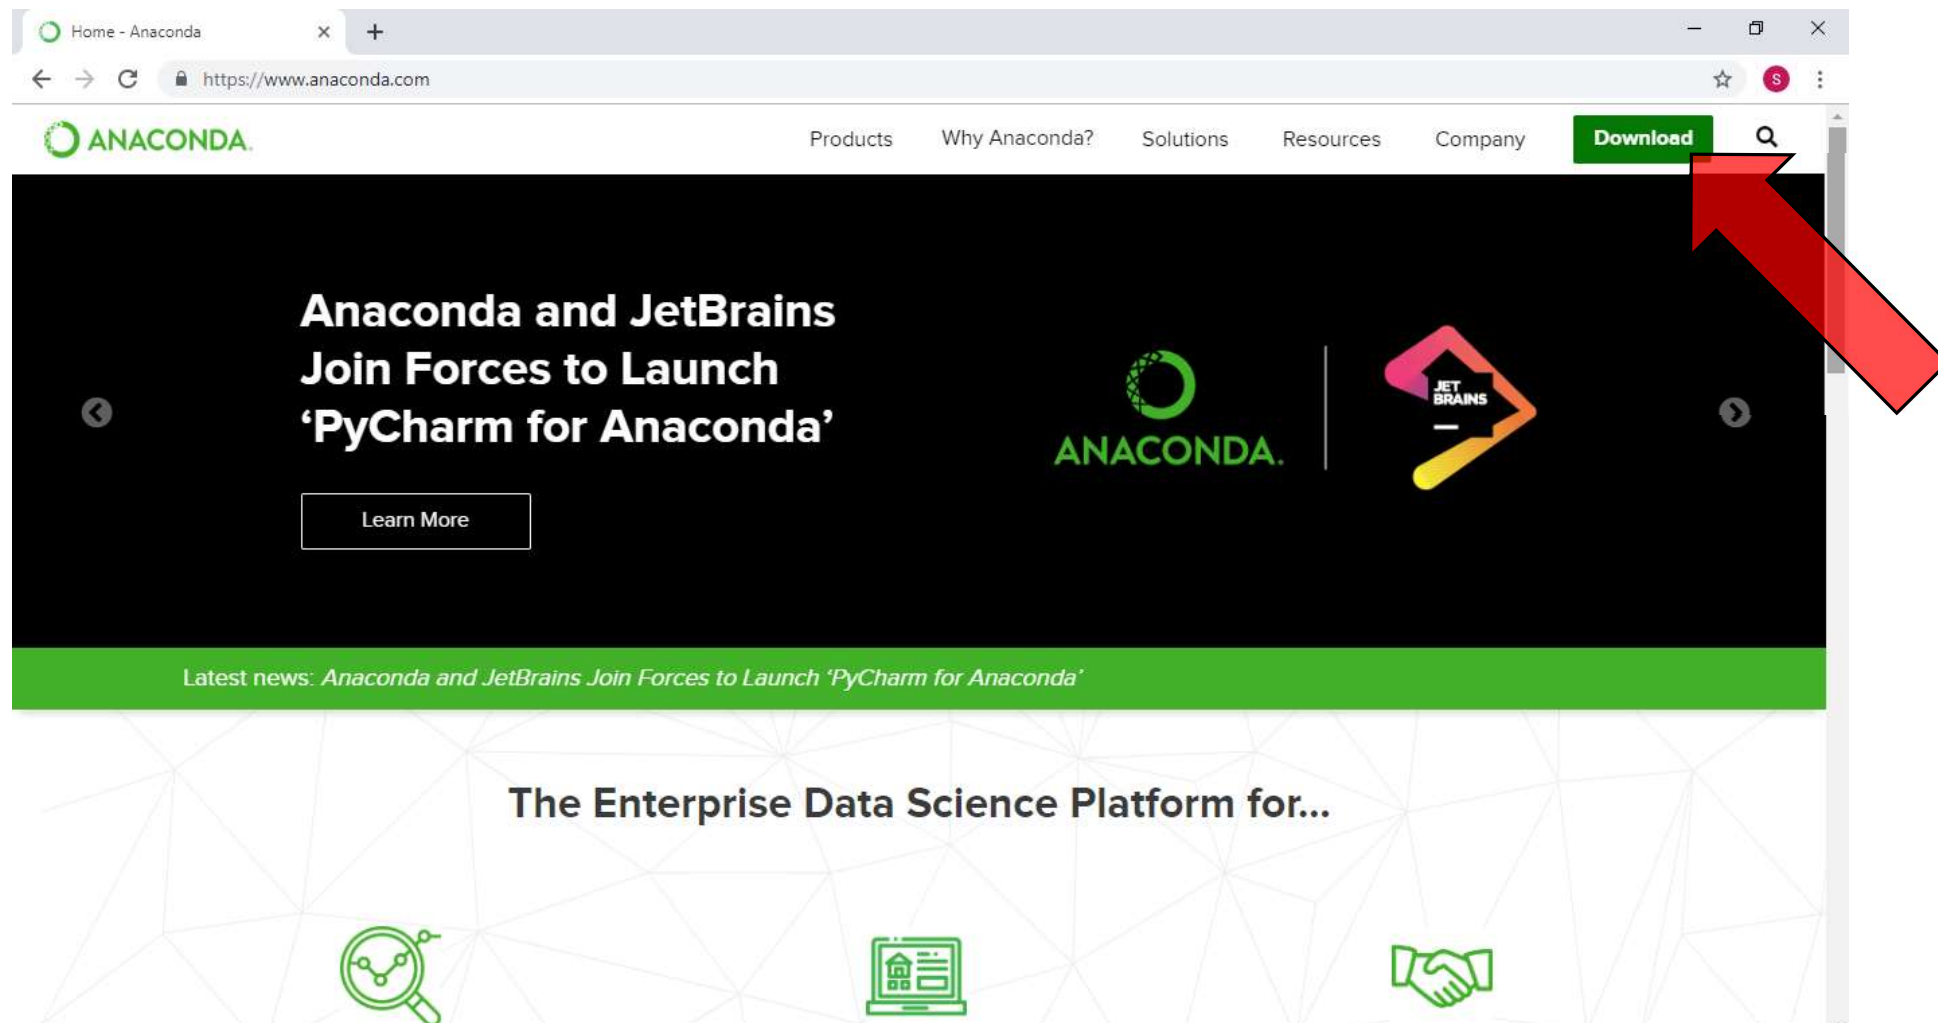 Home - Anaconda
https://www.anaconda.com
S
ANACONDA.
Products Why Anaconda? Solutions Resources Company Download
Anaconda and JetBrains
Join Forces to Launch
‘PyCharm for Anaconda’
Learn More
ANACONDA.
JET
BRAINS
Latest news: Anaconda and JetBrains Join Forces to Launch ‘PyCharm for Anaconda’
The Enterprise Data Science Platform for...